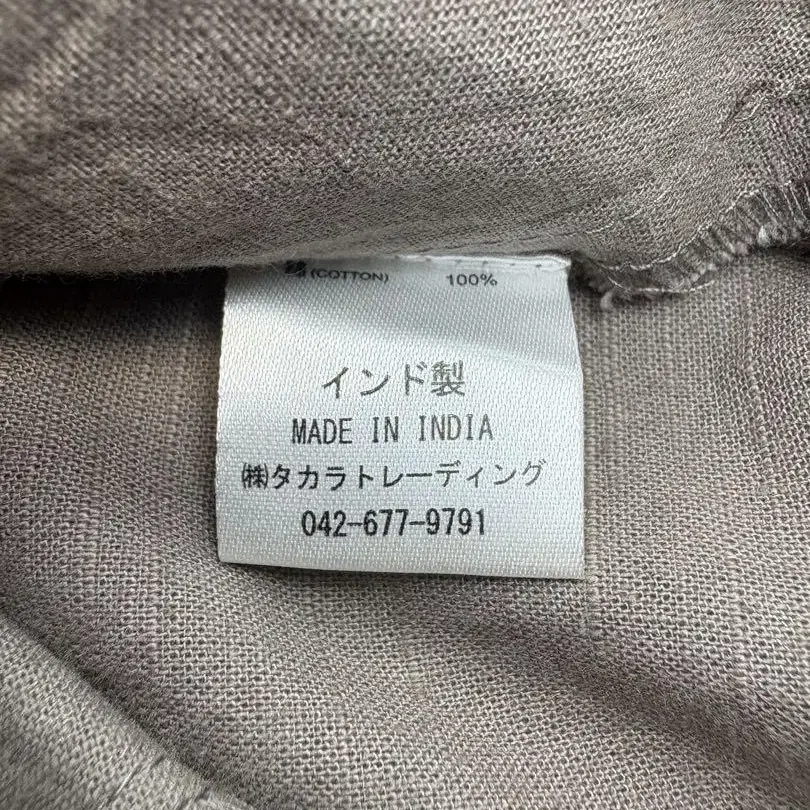 (COTTON) 100%
インド製
MADE IN INDIA
㈱タカラトレーディング
042-677-9791